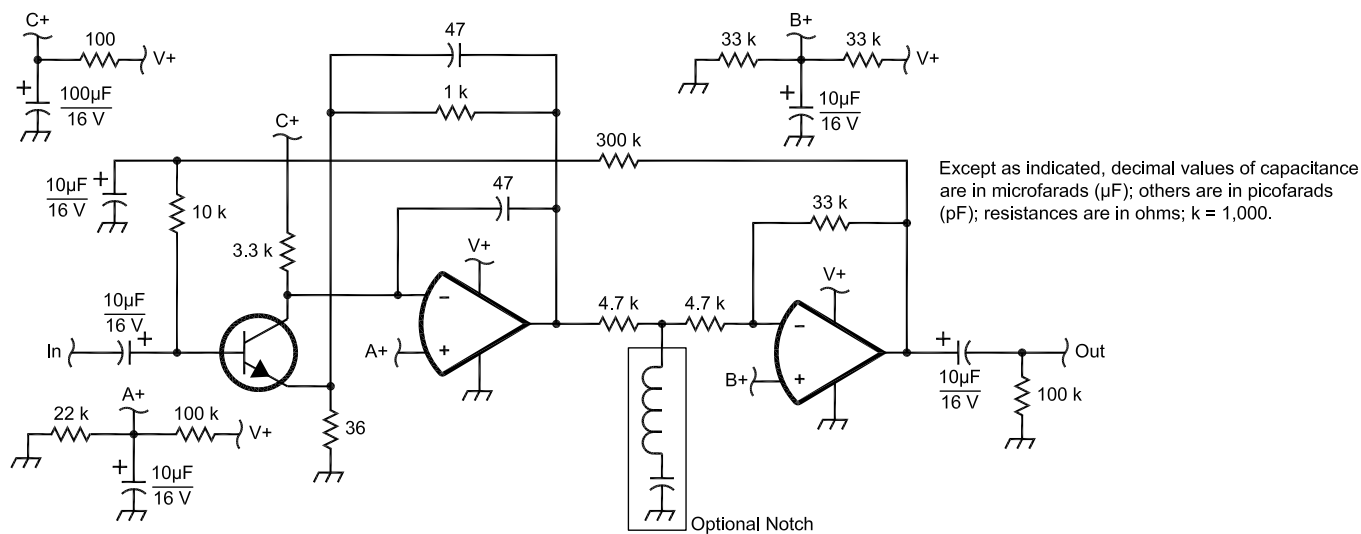 C+
100
V+
+
100µF
16 V
47
1 k
B+
33 k
33 k
V+
+
10µF
16 V
C+
300 k
10µF
16 V
+
10 k
Except as indicated, decimal values of capacitance
are in microfarads (µF); others are in picofarads
(pF); resistances are in ohms; k = 1,000.
47
33 k
3.3 k
V+
V+
10µF
16 V
+
−
4.7 k
4.7 k
−
In
A+
+
B+
+
+
10µF
16 V
Out
100 k
A+
22 k
100 k
V+
36
+
10µF
16 V
Optional Notch